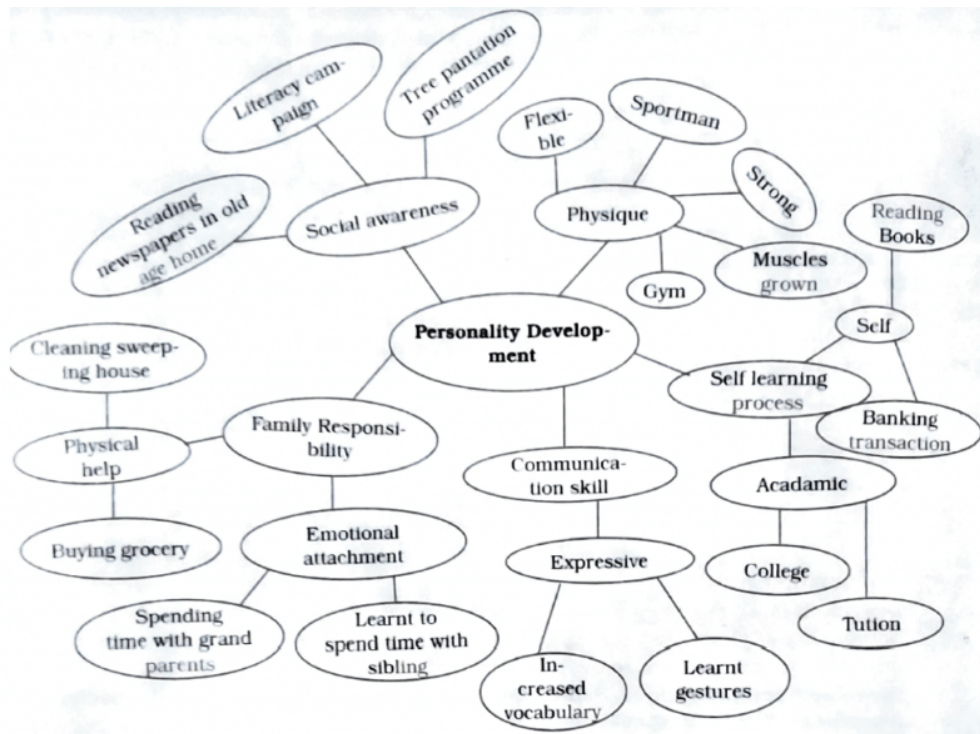 Literacy cam-
paign
Tree pantation
programme
Reading
newspapers in old
age home
Social awareness
Flexi-
ble
Sportman
Strong
Physique
Muscles
grown
Gym
Reading
Books
Self
Personality Develop-
ment
Self learning
process
Banking
transaction
Cleaning sweep-
ing house
Family Responsi-
bility
Physical
help
Buying grocery
Emotional
attachment
Spending
time with grand
parents
Learnt to
spend time with
sibling
Communica-
tion skill
Expressive
In-
creased
vocabulary
Learnt
gestures
Acadamic
College
Tution